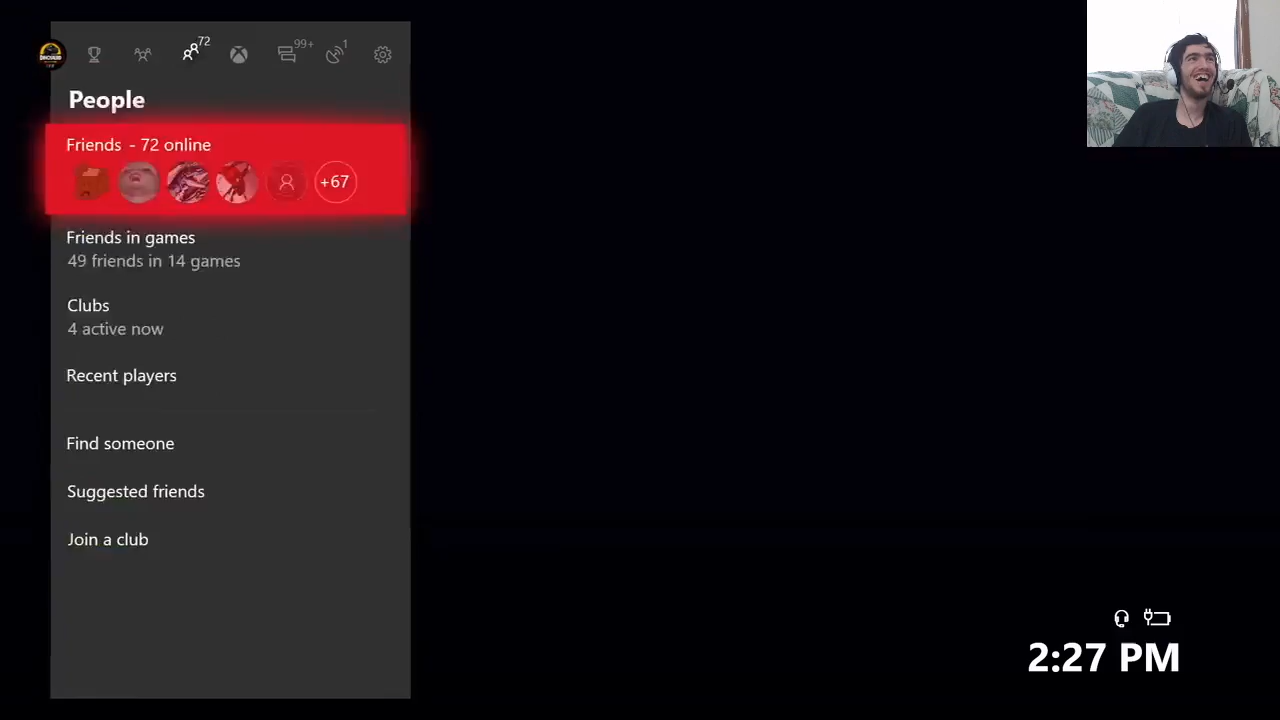 72
99+
1
People
Friends - 72 online
+67
Friends in games
49 friends in 14 games
Clubs
4 active now
Recent players
Find someone
Suggested friends
Join a club
2:27 PM